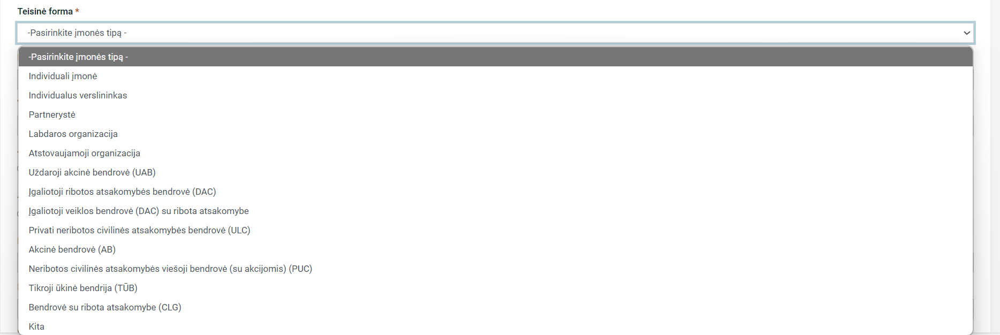 Teisinė forma *
-Pasirinkite įmonės tipą -
-Pasirinkite įmonės tipą -
Individuali įmonė
Individualus verslininkas
Partnerystė
Labdaros organizacija
Atstovaujamoji organizacija
Uždaroji akcinė bendrovė (UAB)
Įgaliotoji ribotos atsakomybės bendrovė (DAC)
Įgaliotoji veiklos bendrovė (DAC) su ribota atsakomybe
Privati neribotos civilinės atsakomybės bendrovė (ULC)
Akcinė bendrovė (AB)
Neribotos civilinės atsakomybės viešoji bendrovė (su akcijomis) (PUC)
Tikroji ūkinė bendrija (TŪB)
Bendrovė su ribota atsakomybe (CLG)
Kita